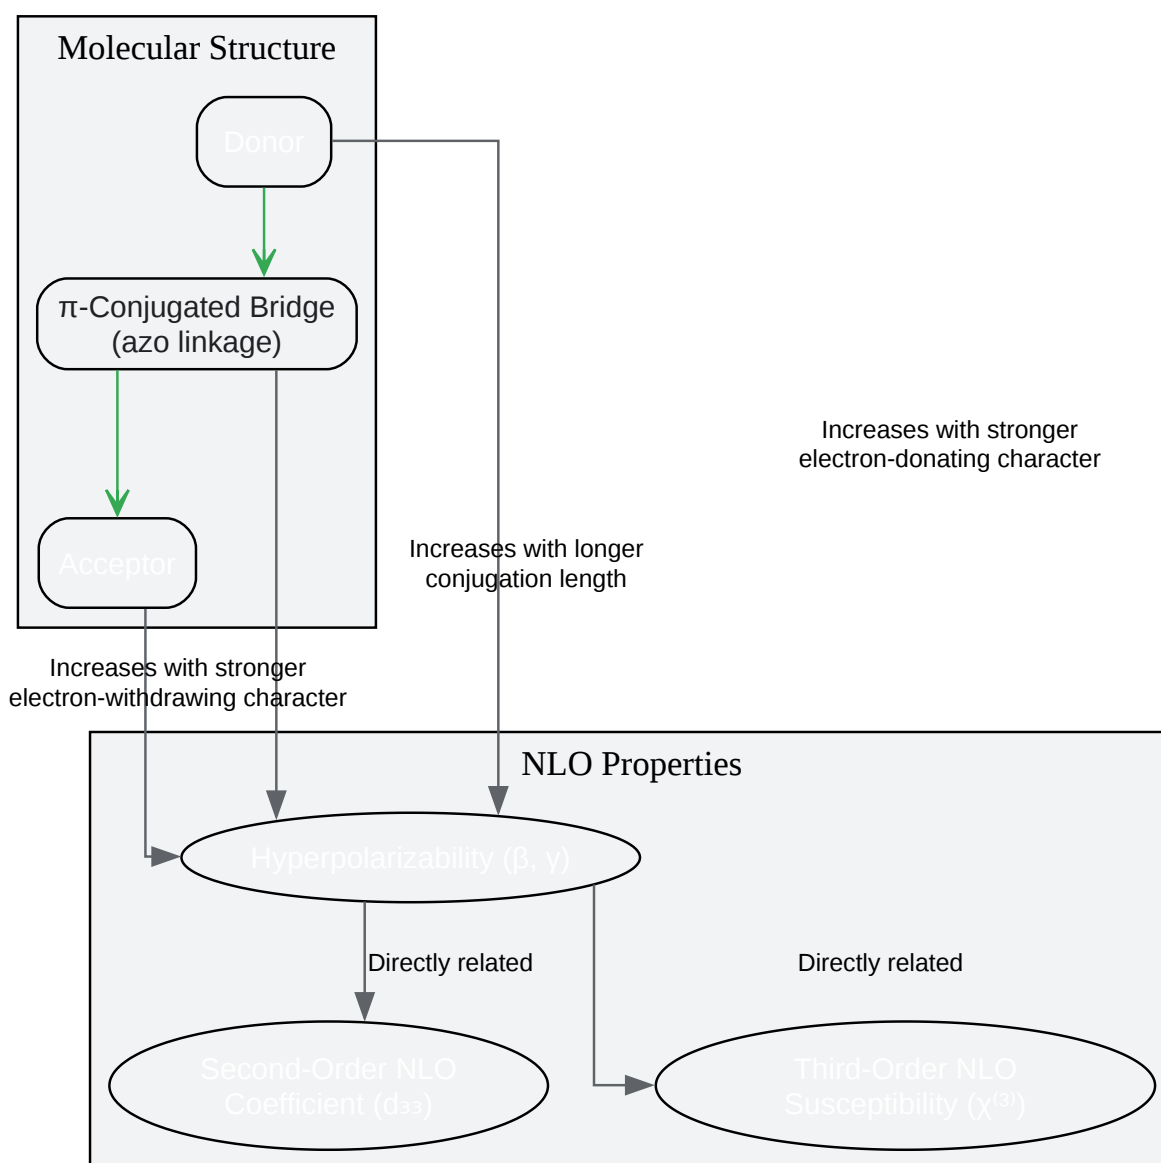 Molecular Structure
Donor
π-Conjugated Bridge
(azo linkage)
Increases with stronger
electron-donating character
Acceptor
Increases with longer
conjugation length
Increases with stronger
electron-withdrawing character
NLO Properties
Hyperpolarizability (β, γ)
Directly related
Directly related
Second-Order NLO
Coefficient (d₃₃)
Third-Order NLO
Susceptibility (χ⁽³⁾)